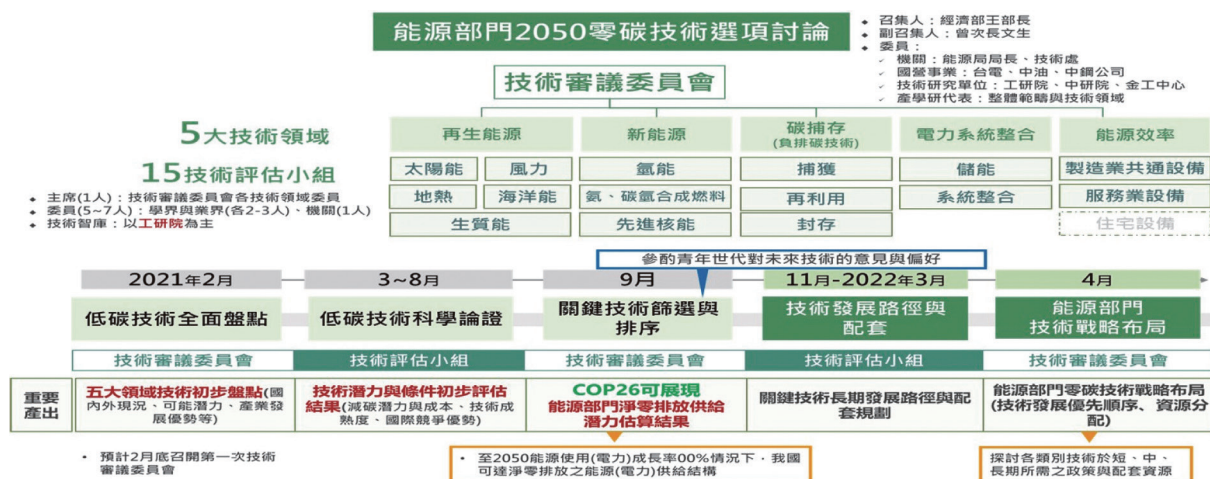 能源部門2050零碳技術選項討論
召集人：經濟部王部長
副召集人：曾次長文生
委員：
機關：能源局局長、技術處
國營事業：台電、中油、中鋼公司
技術研究單位：工研院、中研院、金工中心
產學研代表：整體範疇與技術領域
技術審議委員會
5大技術領域
15技術評估小組
主席(1人)：技術審議委員會各技術領域委員
委員(5~7人)：學界與業界(各2-3人)、機關(1人)
技術智庫：以工研院為主
再生能源
太陽能
風力
地熱
海洋能
生質能
新能源
氫能
氨、碳氫合成燃料
先進核能
碳捕存
(負排碳技術)
捕獲
再利用
封存
電力系統整合
儲能
系統整合
能源效率
製造業共通設備
服務業設備
住宅設備
參酌青年世代對未來技術的意見與偏好
2021年2月
3~8月
9月
11月-2022年3月
4月
低碳技術全面盤點
低碳技術科學論證
關鍵技術篩選與
排序
技術發展路徑與
配套
能源部門
技術戰略布局
技術審議委員會
技術評估小組
技術審議委員會
技術評估小組
技術審議委員會
重要
產出
五大領域技術初步盤點(國
內外現況、可能潛力、產業發
展優勢等)
技術潛力與條件初步評估
結果(減碳潛力與成本、技術成
熟度、國際競爭優勢)
COP26可展現
能源部門淨零排放供給
潛力估算結果
關鍵技術長期發展路徑與配
套規劃
能源部門零碳技術戰略布局
(技術發展優先順序、資源分
配)
預計2月底召開第一次技術
審議委員會
至2050能源使用(電力)成長率00%情況下，我國
可達淨零排放之能源(電力)供給結構
探討各類別技術於短、中、
長期所需之政策與配套資源